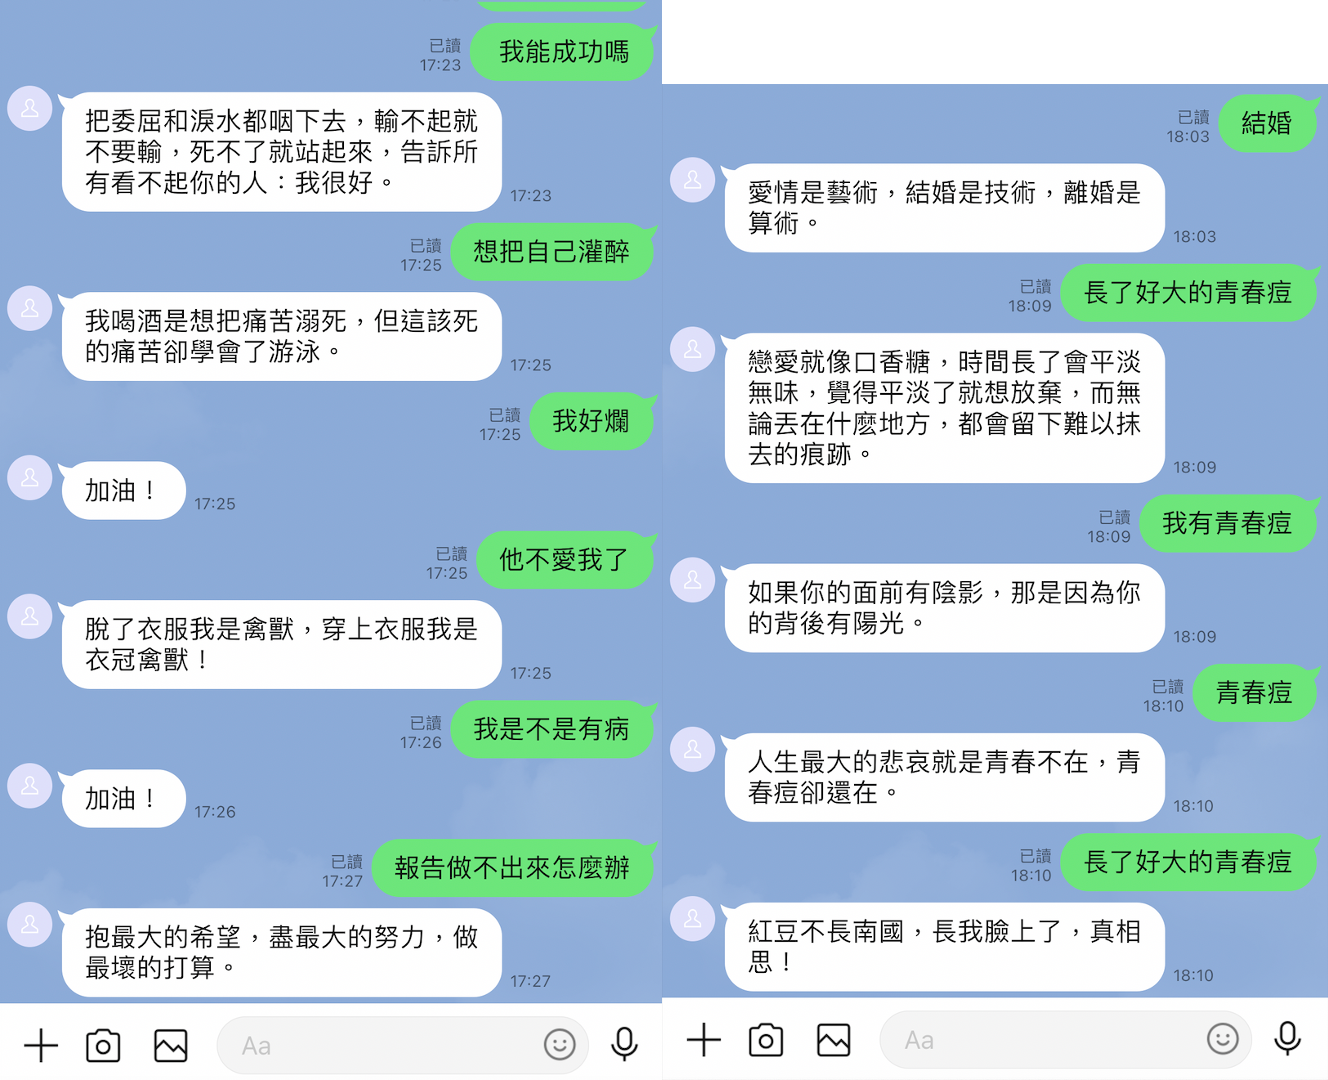 已讀
17:23
我能成功嗎
把委屈和淚水都咽下去，輸不起就
不要輸，死不了就站起來，告訴所
有看不起你的人：我很好。
17:23
已讀
17:25
想把自己灌醉
我喝酒是想把痛苦溺死，但這該死
的痛苦卻學會了游泳。
17:25
已讀
17:25
我好爛
加油！
17:25
已讀
17:25
他不愛我了
脫了衣服我是禽獸，穿上衣服我是
衣冠禽獸！
17:25
已讀
17:26
我是不是有病
加油！
17:26
已讀
17:27
報告做不出來怎麼辦
抱最大的希望，盡最大的努力，做
最壞的打算。
17:27
Aa
已讀
18:03
結婚
愛情是藝術，結婚是技術，離婚是
算術。
18:03
已讀
18:09
長了好大的青春痘
戀愛就像口香糖，時間長了會平淡
無味，覺得平淡了就想放棄，而無
論丟在什麼地方，都會留下難以抹
去的痕跡。
18:09
已讀
18:09
我有青春痘
如果你的面前有陰影，那是因為你
的背後有陽光。
18:09
已讀
18:10
青春痘
人生最大的悲哀就是青春不在，青
春痘卻還在。
18:10
已讀
18:10
長了好大的青春痘
紅豆不長南國，長我臉上了，真相
思！
18:10
Aa